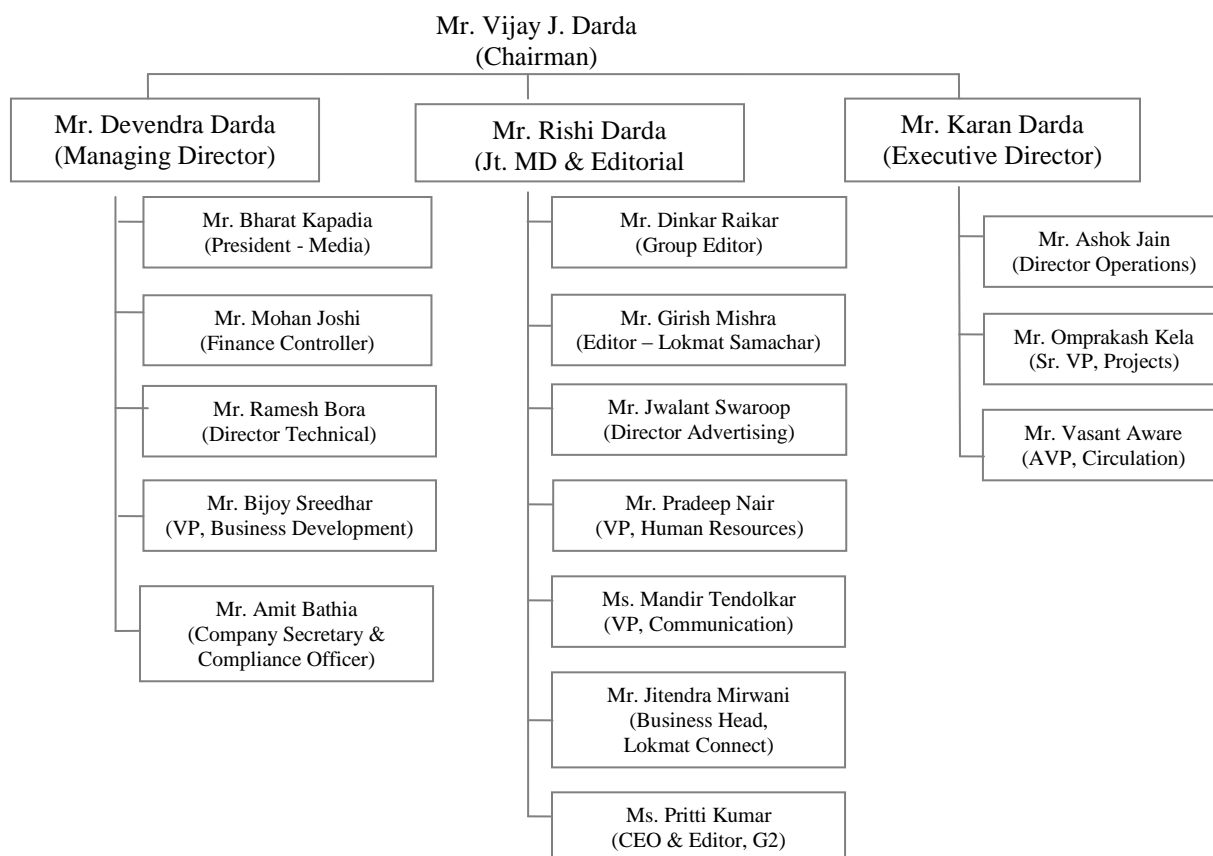 Mr. Vijay J. Darda
(Chairman)
Mr. Devendra Darda
(Managing Director)
Mr. Rishi Darda
(Jt. MD & Editorial
Mr. Karan Darda
(Executive Director)
Mr. Bharat Kapadia
(President - Media)
Mr. Mohan Joshi
(Finance Controller)
Mr. Ramesh Bora
(Director Technical)
Mr. Bijoy Sreedhar
(VP, Business Development)
Mr. Amit Bathia
(Company Secretary &
Compliance Officer)
Mr. Dinkar Raikar
(Group Editor)
Mr. Girish Mishra
(Editor – Lokmat Samachar)
Mr. Jwalant Swaroop
(Director Advertising)
Mr. Pradeep Nair
(VP, Human Resources)
Ms. Mandir Tendolkar
(VP, Communication)
Mr. Jitendra Mirwani
(Business Head,
Lokmat Connect)
Ms. Pritti Kumar
(CEO & Editor, G2)
Mr. Ashok Jain
(Director Operations)
Mr. Omprakash Kela
(Sr. VP, Projects)
Mr. Vasant Aware
(AVP, Circulation)